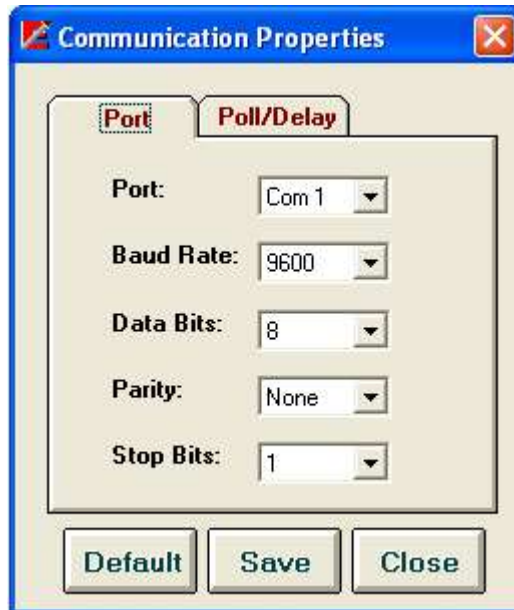 Communication Properties
Port Poll/Delay
Port: Com 1
Baud Rate: 9600
Data Bits: 8
Parity: None
Stop Bits: 1
Default Save Close